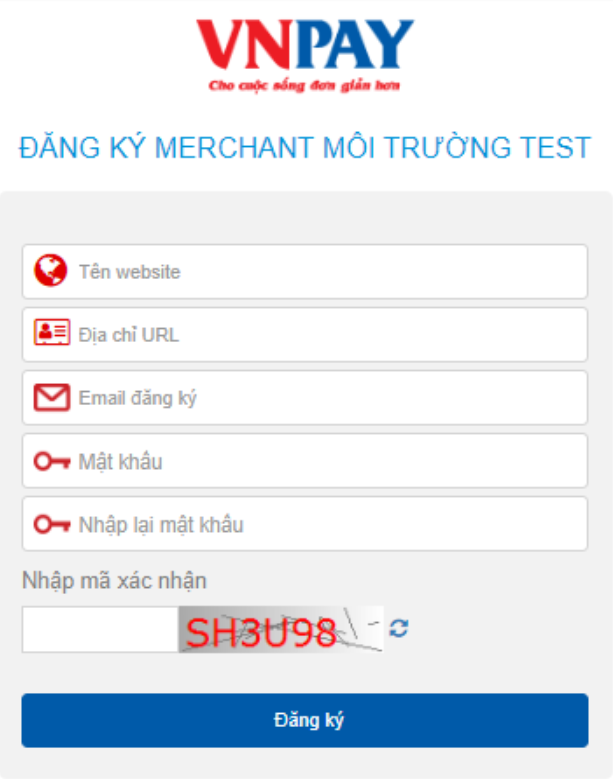 VNPAY
Cho cuộc sống đơn giản hơn
ĐĂNG KÝ MERCHANT MÔI TRƯỜNG TEST
Tên website
Địa chỉ URL
Email đăng ký
Mật khẩu
Nhập lại mật khẩu
Nhập mã xác nhận
SH3U98
Đăng ký